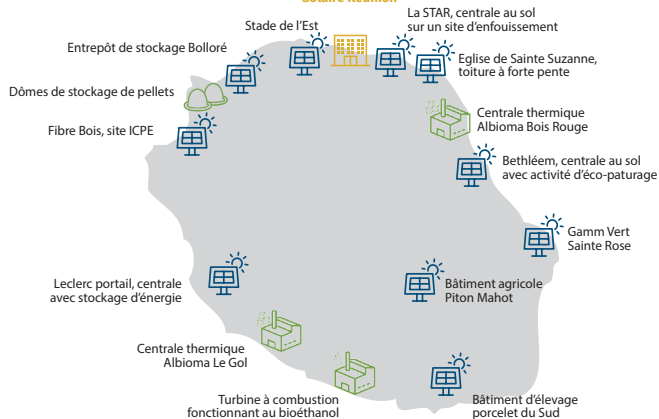 Solaire Réunion
Stade de l'Est
La STAR, centrale au sol
sur un site d'enfouissement
Entrepôt de stockage Bolloré
Eglise de Sainte Suzanne,
toiture à forte pente
Dômes de stockage de pellets
Centrale thermique
Albioma Bois Rouge
Fibre Bois, site ICPE
Bethléem, centrale au sol
avec activité d'éco-paturage
Gamm Vert
Sainte Rose
Leclerc portail, centrale
avec stockage d'énergie
Bâtiment agricole
Piton Mahot
Centrale thermique
Albioma Le Gol
Turbine à combustion
fonctionnant au bioéthanol
Bâtiment d'élevage
porcelet du Sud